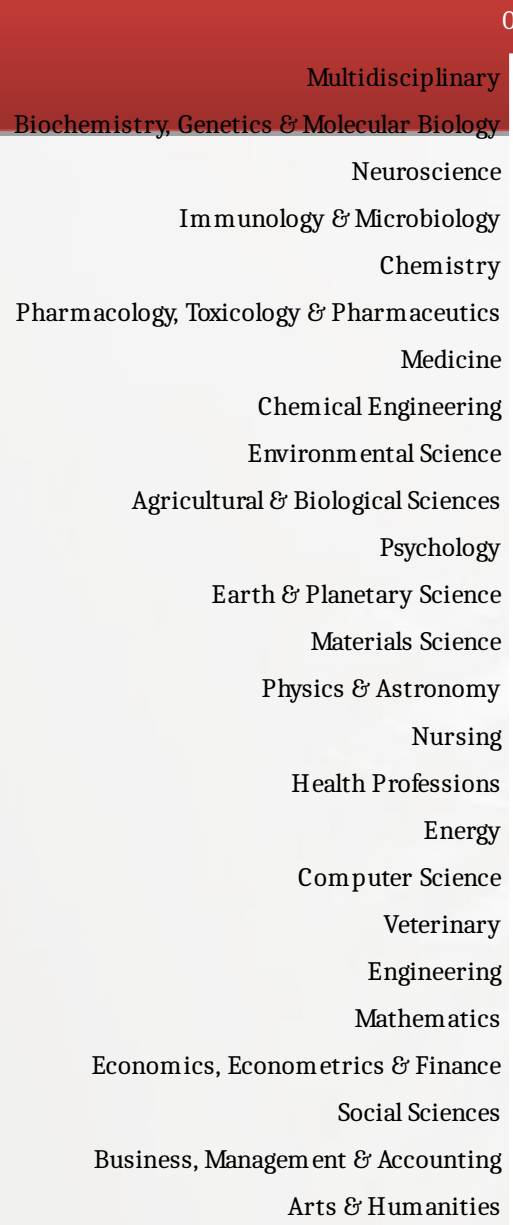 0
Multidisciplinary
Biochemistry, Genetics & Molecular Biology
Neuroscience
Immunology & Microbiology
Chemistry
Pharmacology, Toxicology & Pharmaceutics
Medicine
Chemical Engineering
Environmental Science
Agricultural & Biological Sciences
Psychology
Earth & Planetary Science
Materials Science
Physics & Astronomy
Nursing
Health Professions
Energy
Computer Science
Veterinary
Engineering
Mathematics
Economics, Econometrics & Finance
Social Sciences
Business, Management & Accounting
Arts & Humanities